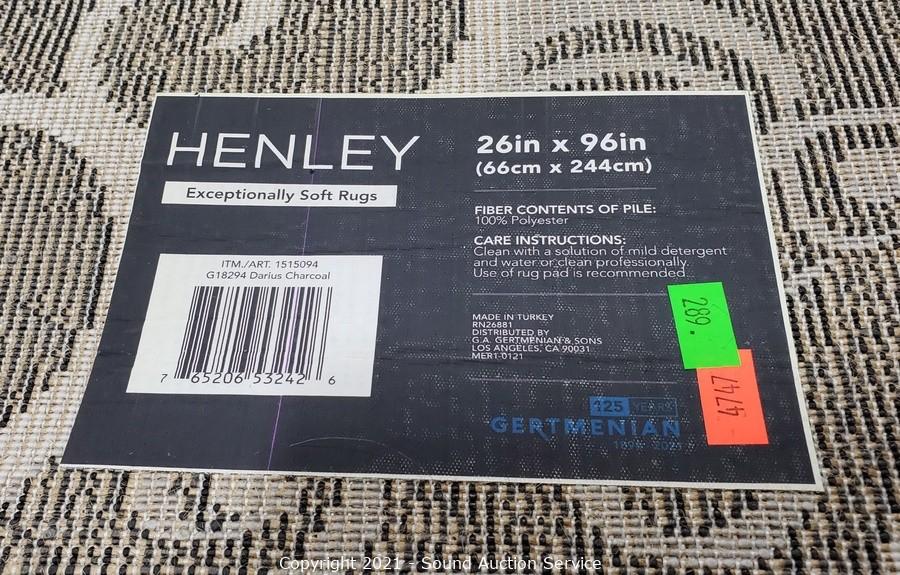 HENLEY
Exceptionally Soft Rugs
ITM./ART. 1515094
G18294 Darius Charcoal
7 65206 53242 6
26in x 96in
(66cm x 244cm)
FIBER CONTENTS OF PILE:
100% Polyester
CARE INSTRUCTIONS:
Clean with a solution of mild detergent
and water or clean professionally.
Use of rug pad is recommended.
MADE IN TURKEY
RN26881
DISTRIBUTED BY
G.A. GERTMENIAN & SONS
LOS ANGELES, CA 90031
MER1-0121
289.
4747
125 YEARS
GERTMENIAN
1896 - 2021
Copyright 2021 - Sound Auction Service